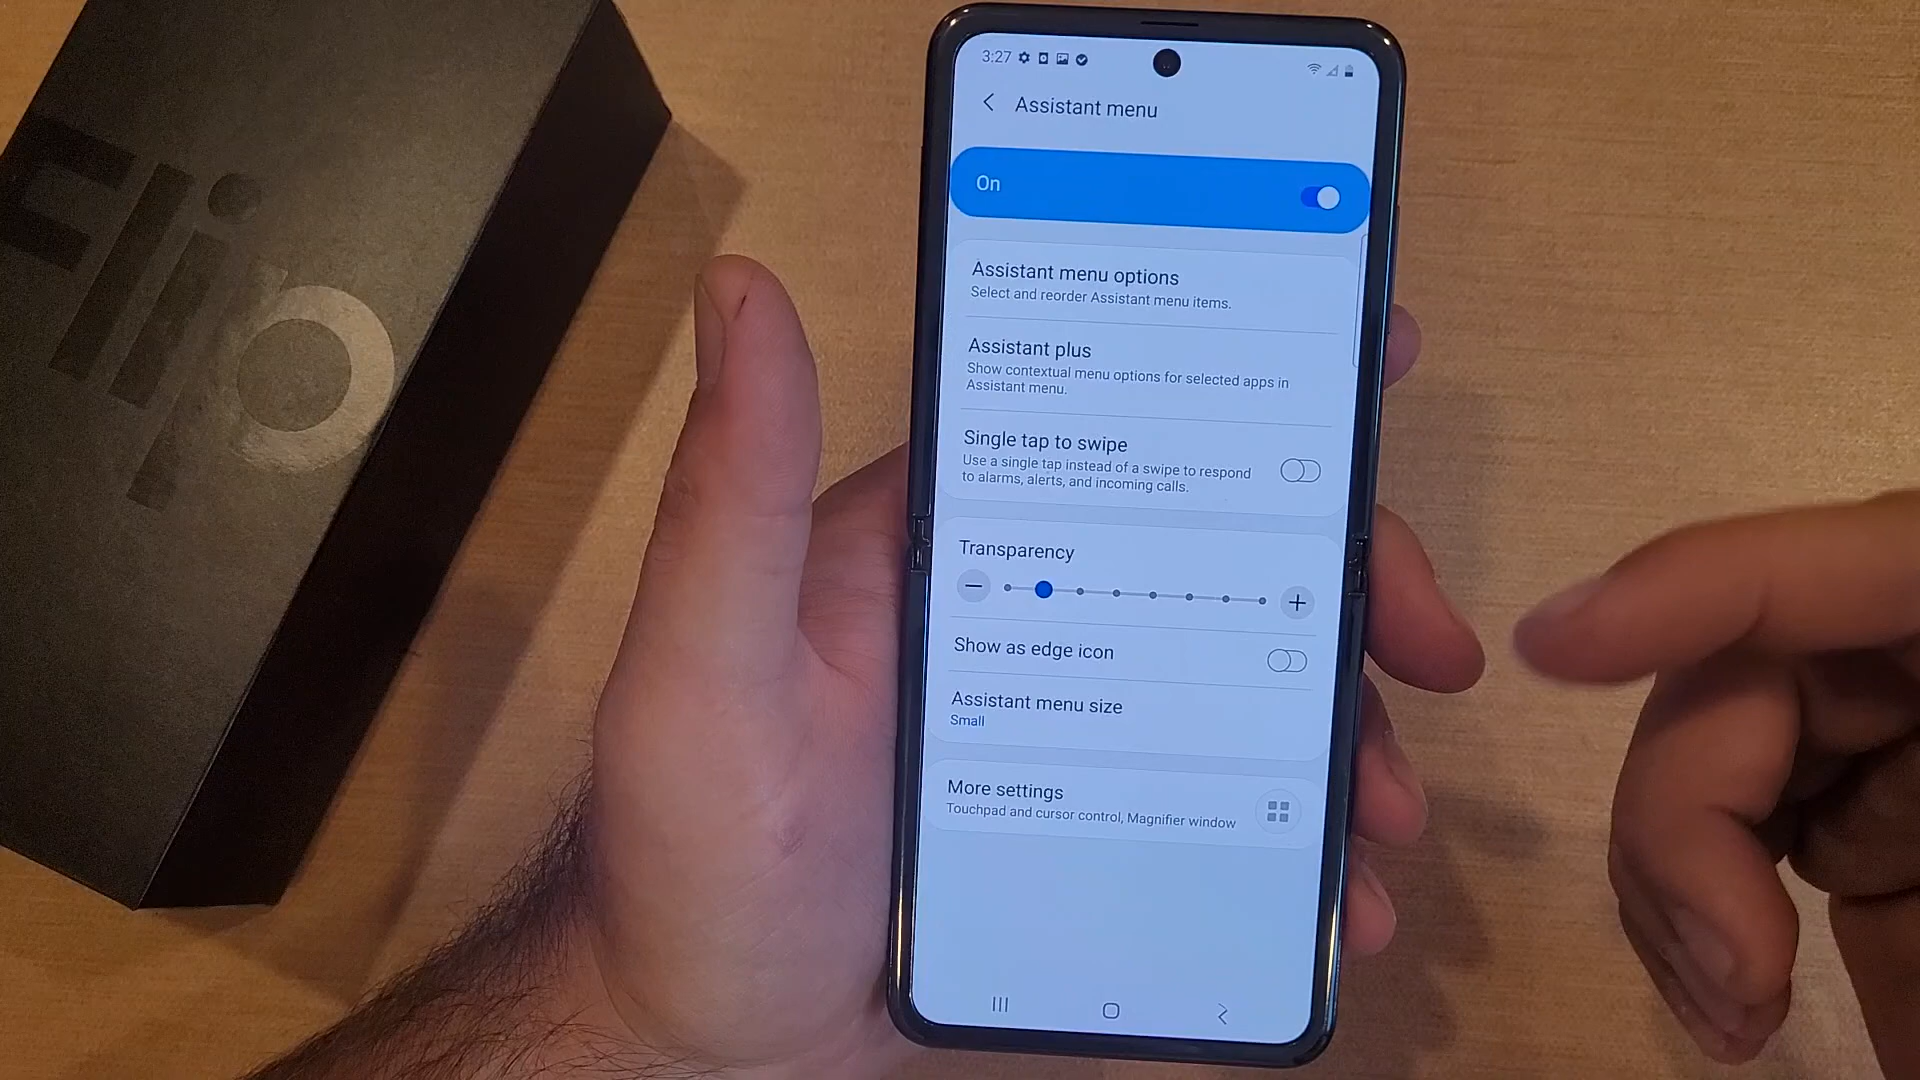 Flip
3:27
Assistant menu
On
Assistant menu options
Select and reorder Assistant menu items.
Assistant plus
Show contextual menu options for selected apps in
Assistant menu.
Single tap to swipe
Use a single tap instead of a swipe to respond
to alarms, alerts, and incoming calls.
Transparency
Show as edge icon
Assistant menu size
Small
More settings
Touchpad and cursor control, Magnifier window